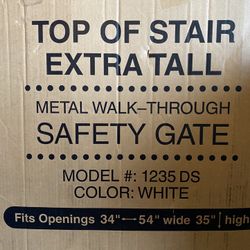 TOP OF STAIR
EXTRA TALL
METAL WALK–THROUGH
SAFETY GATE
MODEL #: 1235 DS
COLOR: WHITE
Fits Openings 34" ⟷ 54" wide 35" high